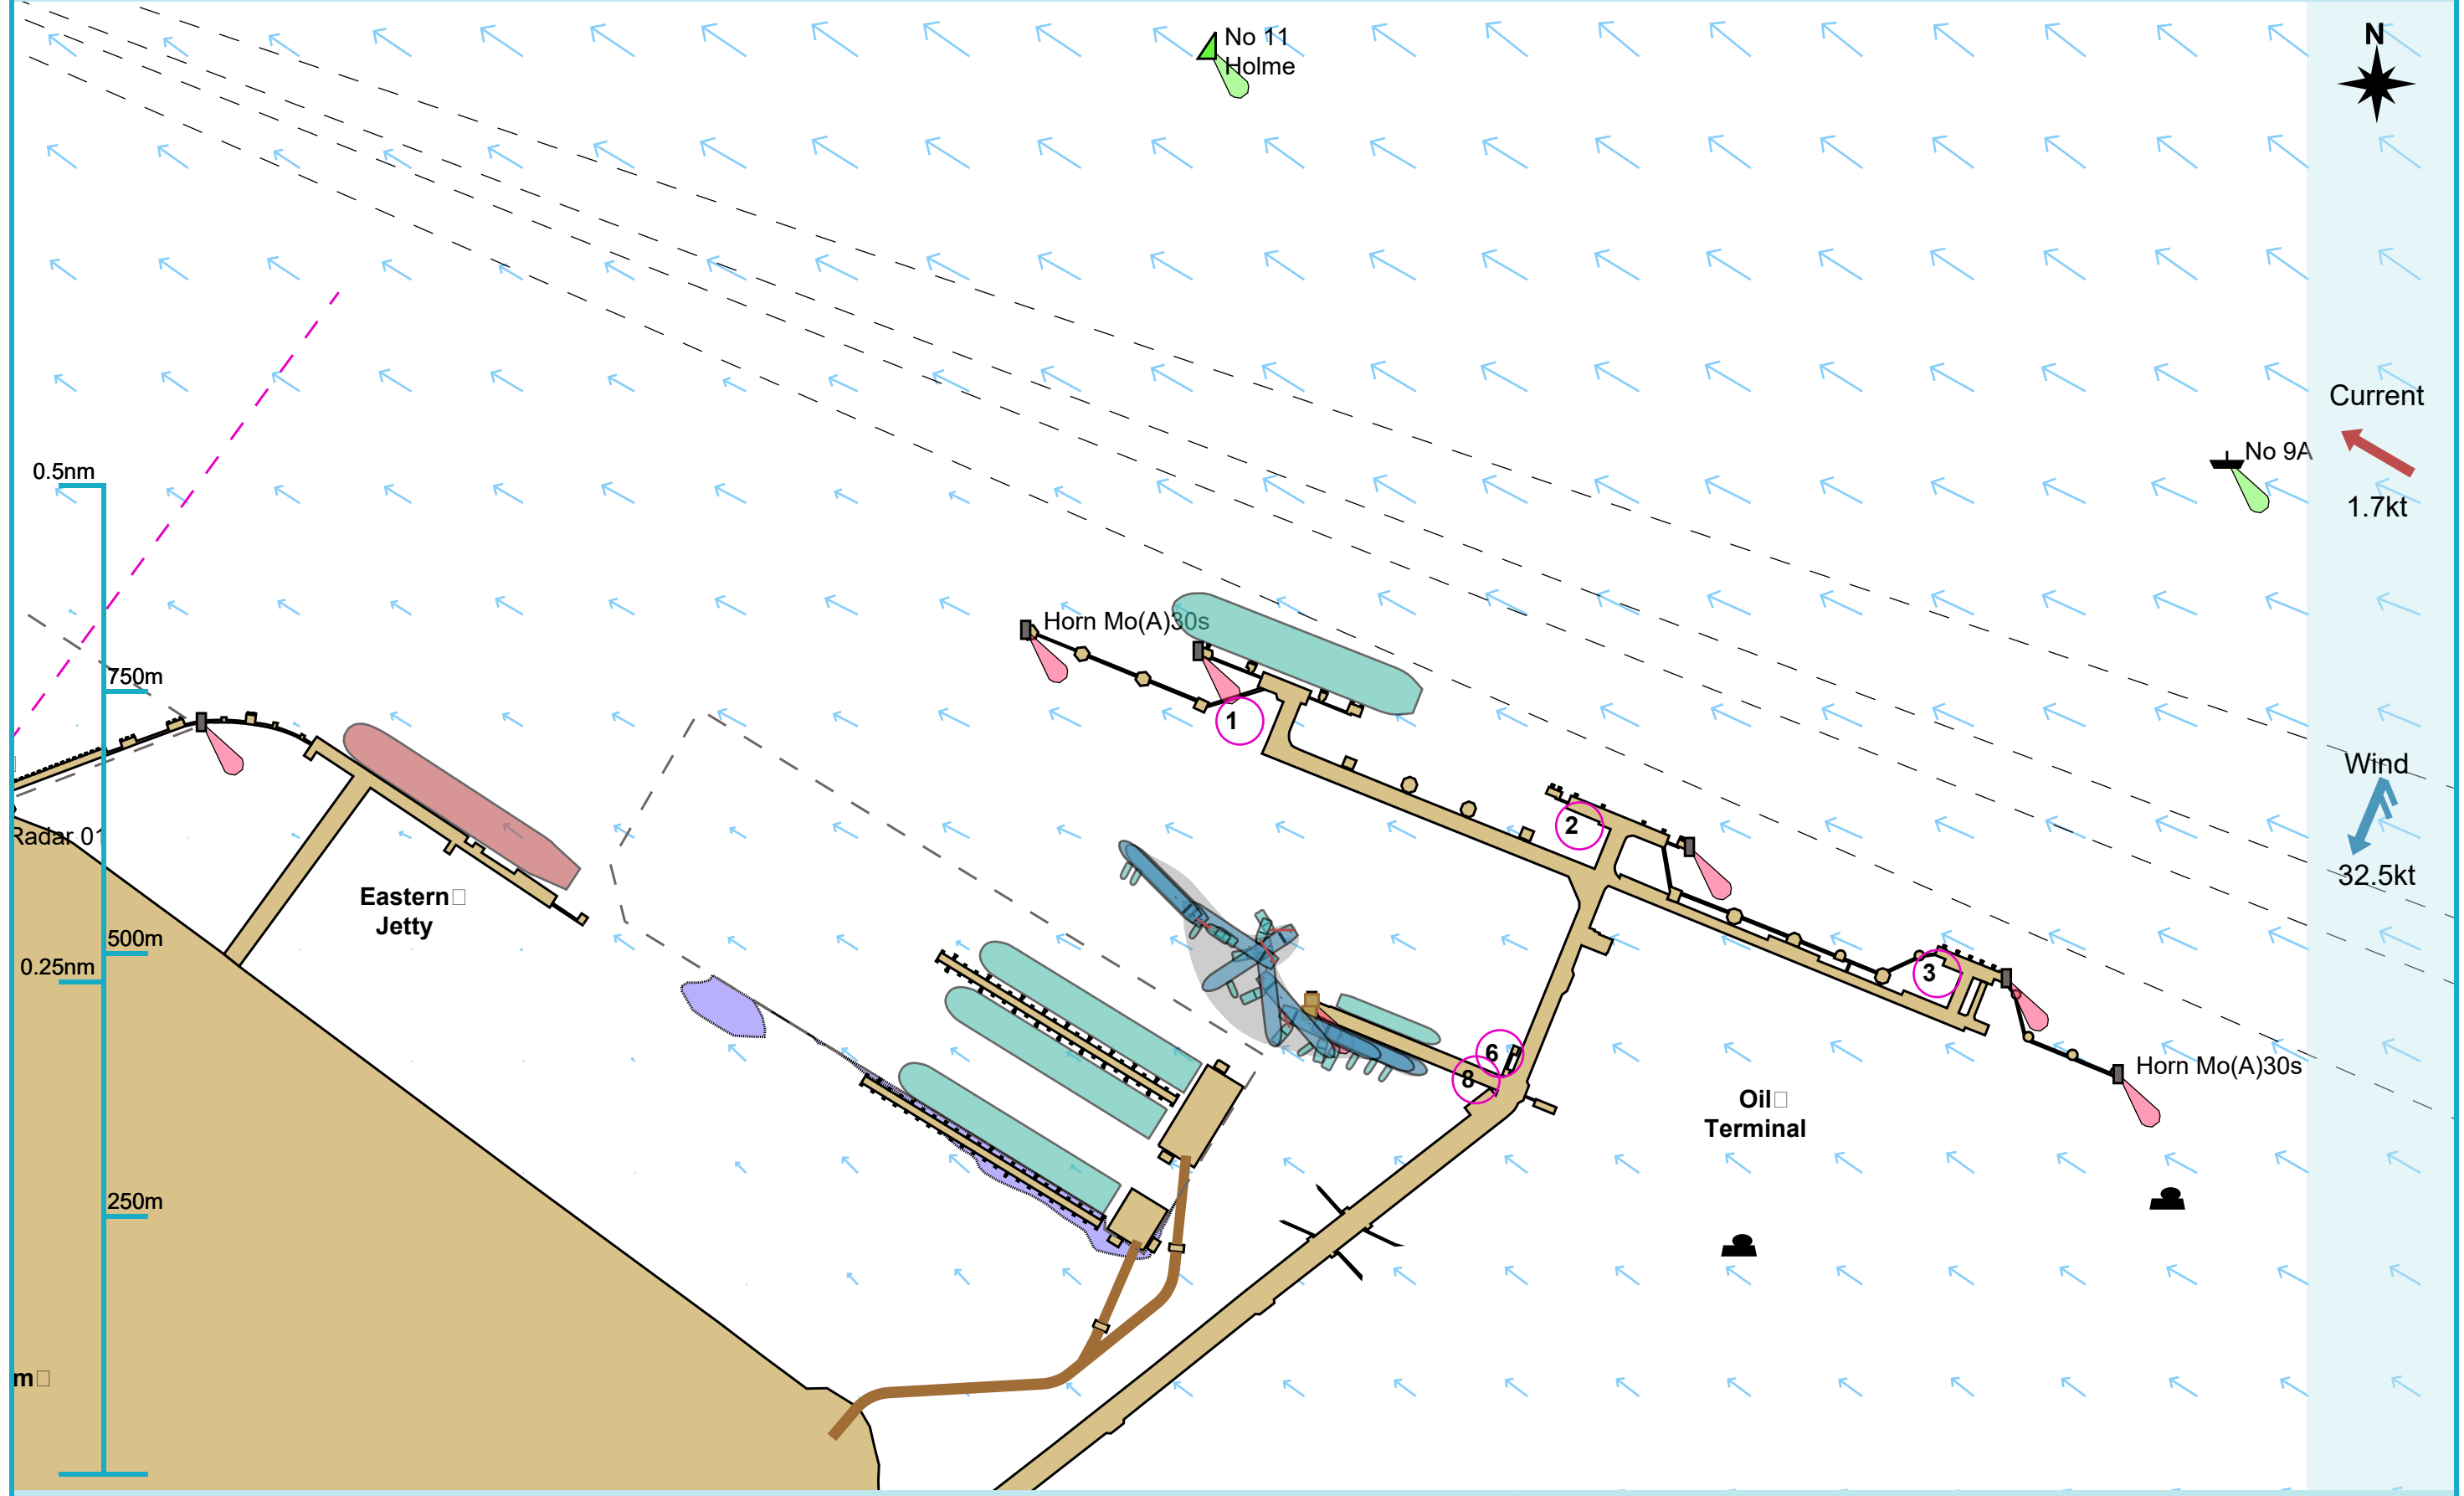 No 11
Holme
N
Current
0.5nm
No 9A
1.7kt
Horn Mo(A)30s
750m
1
Wind
2
Radar 01
32.5kt
Eastern
Jetty
500m
0.25nm
3
6
Horn Mo(A)30s
8
Oil
Terminal
250m
m